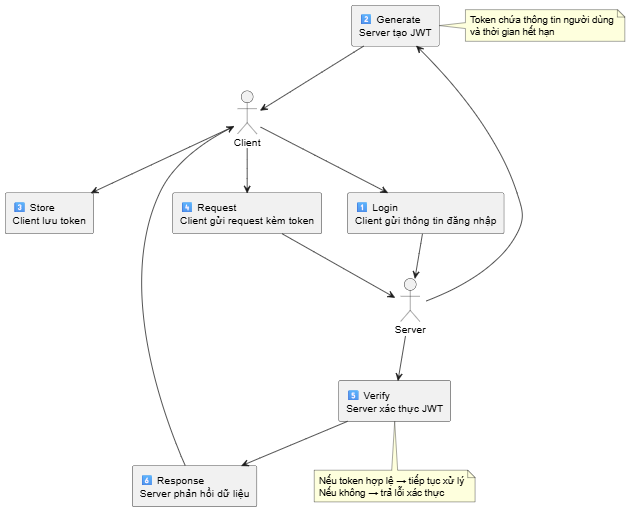 2 Generate
Server tạo JWT
Token chứa thông tin người dùng
và thời gian hết hạn
Client
3 Store
Client lưu token
4 Request
Client gửi request kèm token
1 Login
Client gửi thông tin đăng nhập
Server
5 Verify
Server xác thực JWT
6 Response
Server phản hồi dữ liệu
Nếu token hợp lệ → tiếp tục xử lý
Nếu không → trả lỗi xác thực